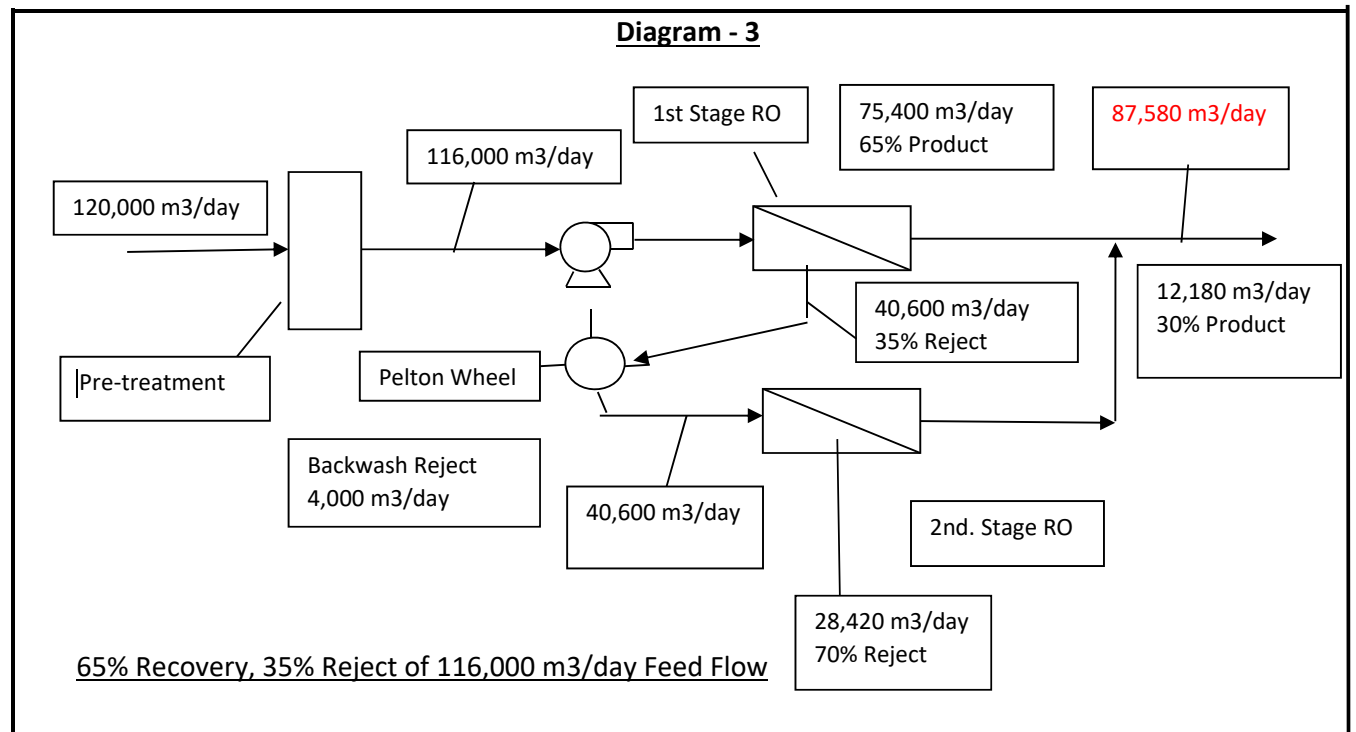 Diagram - 3
1st Stage RO
75,400 m3/day
65% Product
87,580 m3/day
116,000 m3/day
120,000 m3/day
12,180 m3/day
30% Product
40,600 m3/day
35% Reject
Pre-treatment
Pelton Wheel
Backwash Reject
4,000 m3/day
40,600 m3/day
2nd. Stage RO
28,420 m3/day
70% Reject
65% Recovery, 35% Reject of 116,000 m3/day Feed Flow